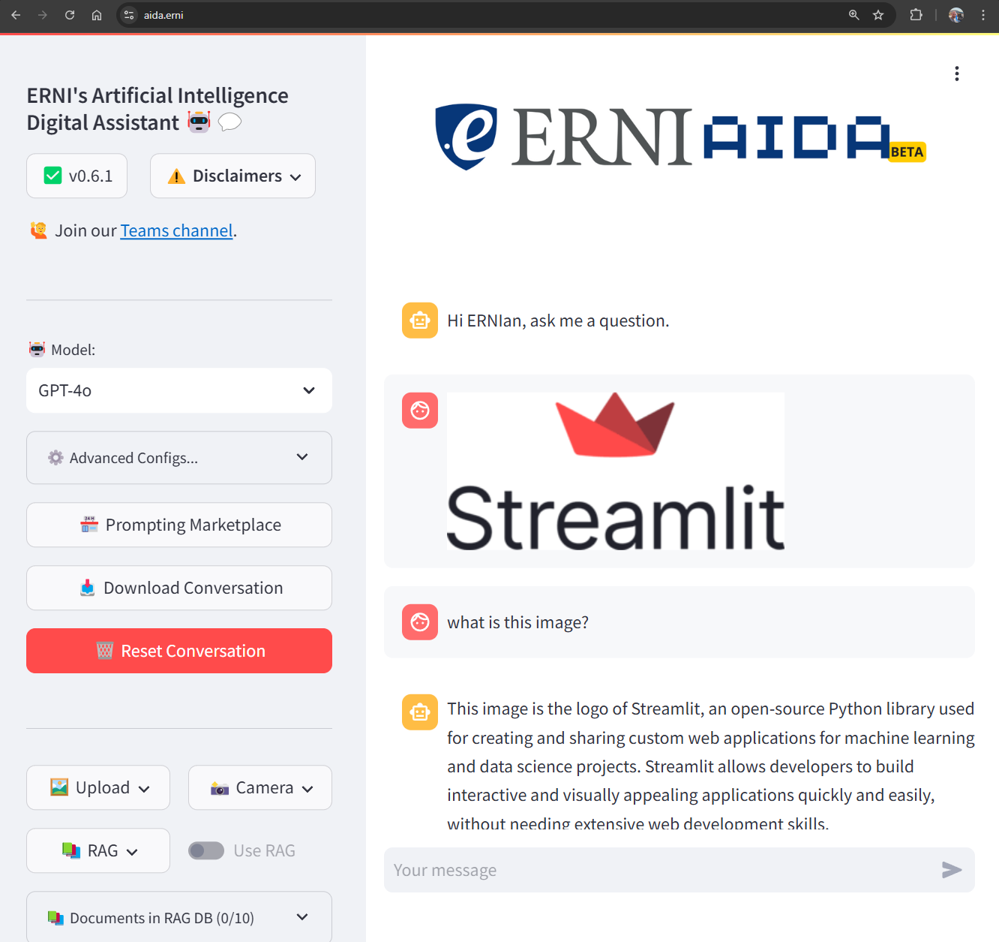 aida.erni
ERNI's Artificial Intelligence
Digital Assistant
v0.6.1
Disclaimers
Join our Teams channel.
Model:
GPT-4o
Advanced Configs...
Prompting Marketplace
Download Conversation
Reset Conversation
Upload
Camera
RAG
Use RAG
Documents in RAG DB (0/10)
e ERNI AIDA BETA
Hi ERNIan, ask me a question.
Streamlit
what is this image?
This image is the logo of Streamlit, an open-source Python library used
for creating and sharing custom web applications for machine learning
and data science projects. Streamlit allows developers to build
interactive and visually appealing applications quickly and easily,
without needing extensive web development skills.
Your message